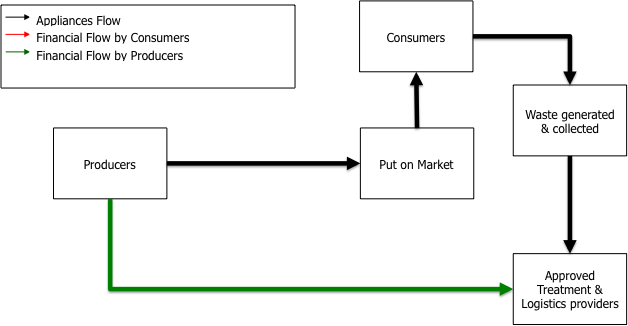 Appliances Flow
Financial Flow by Consumers
Financial Flow by Producers
Consumers
Waste generated
& collected
Producers
Put on Market
Approved
Treatment &
Logistics providers